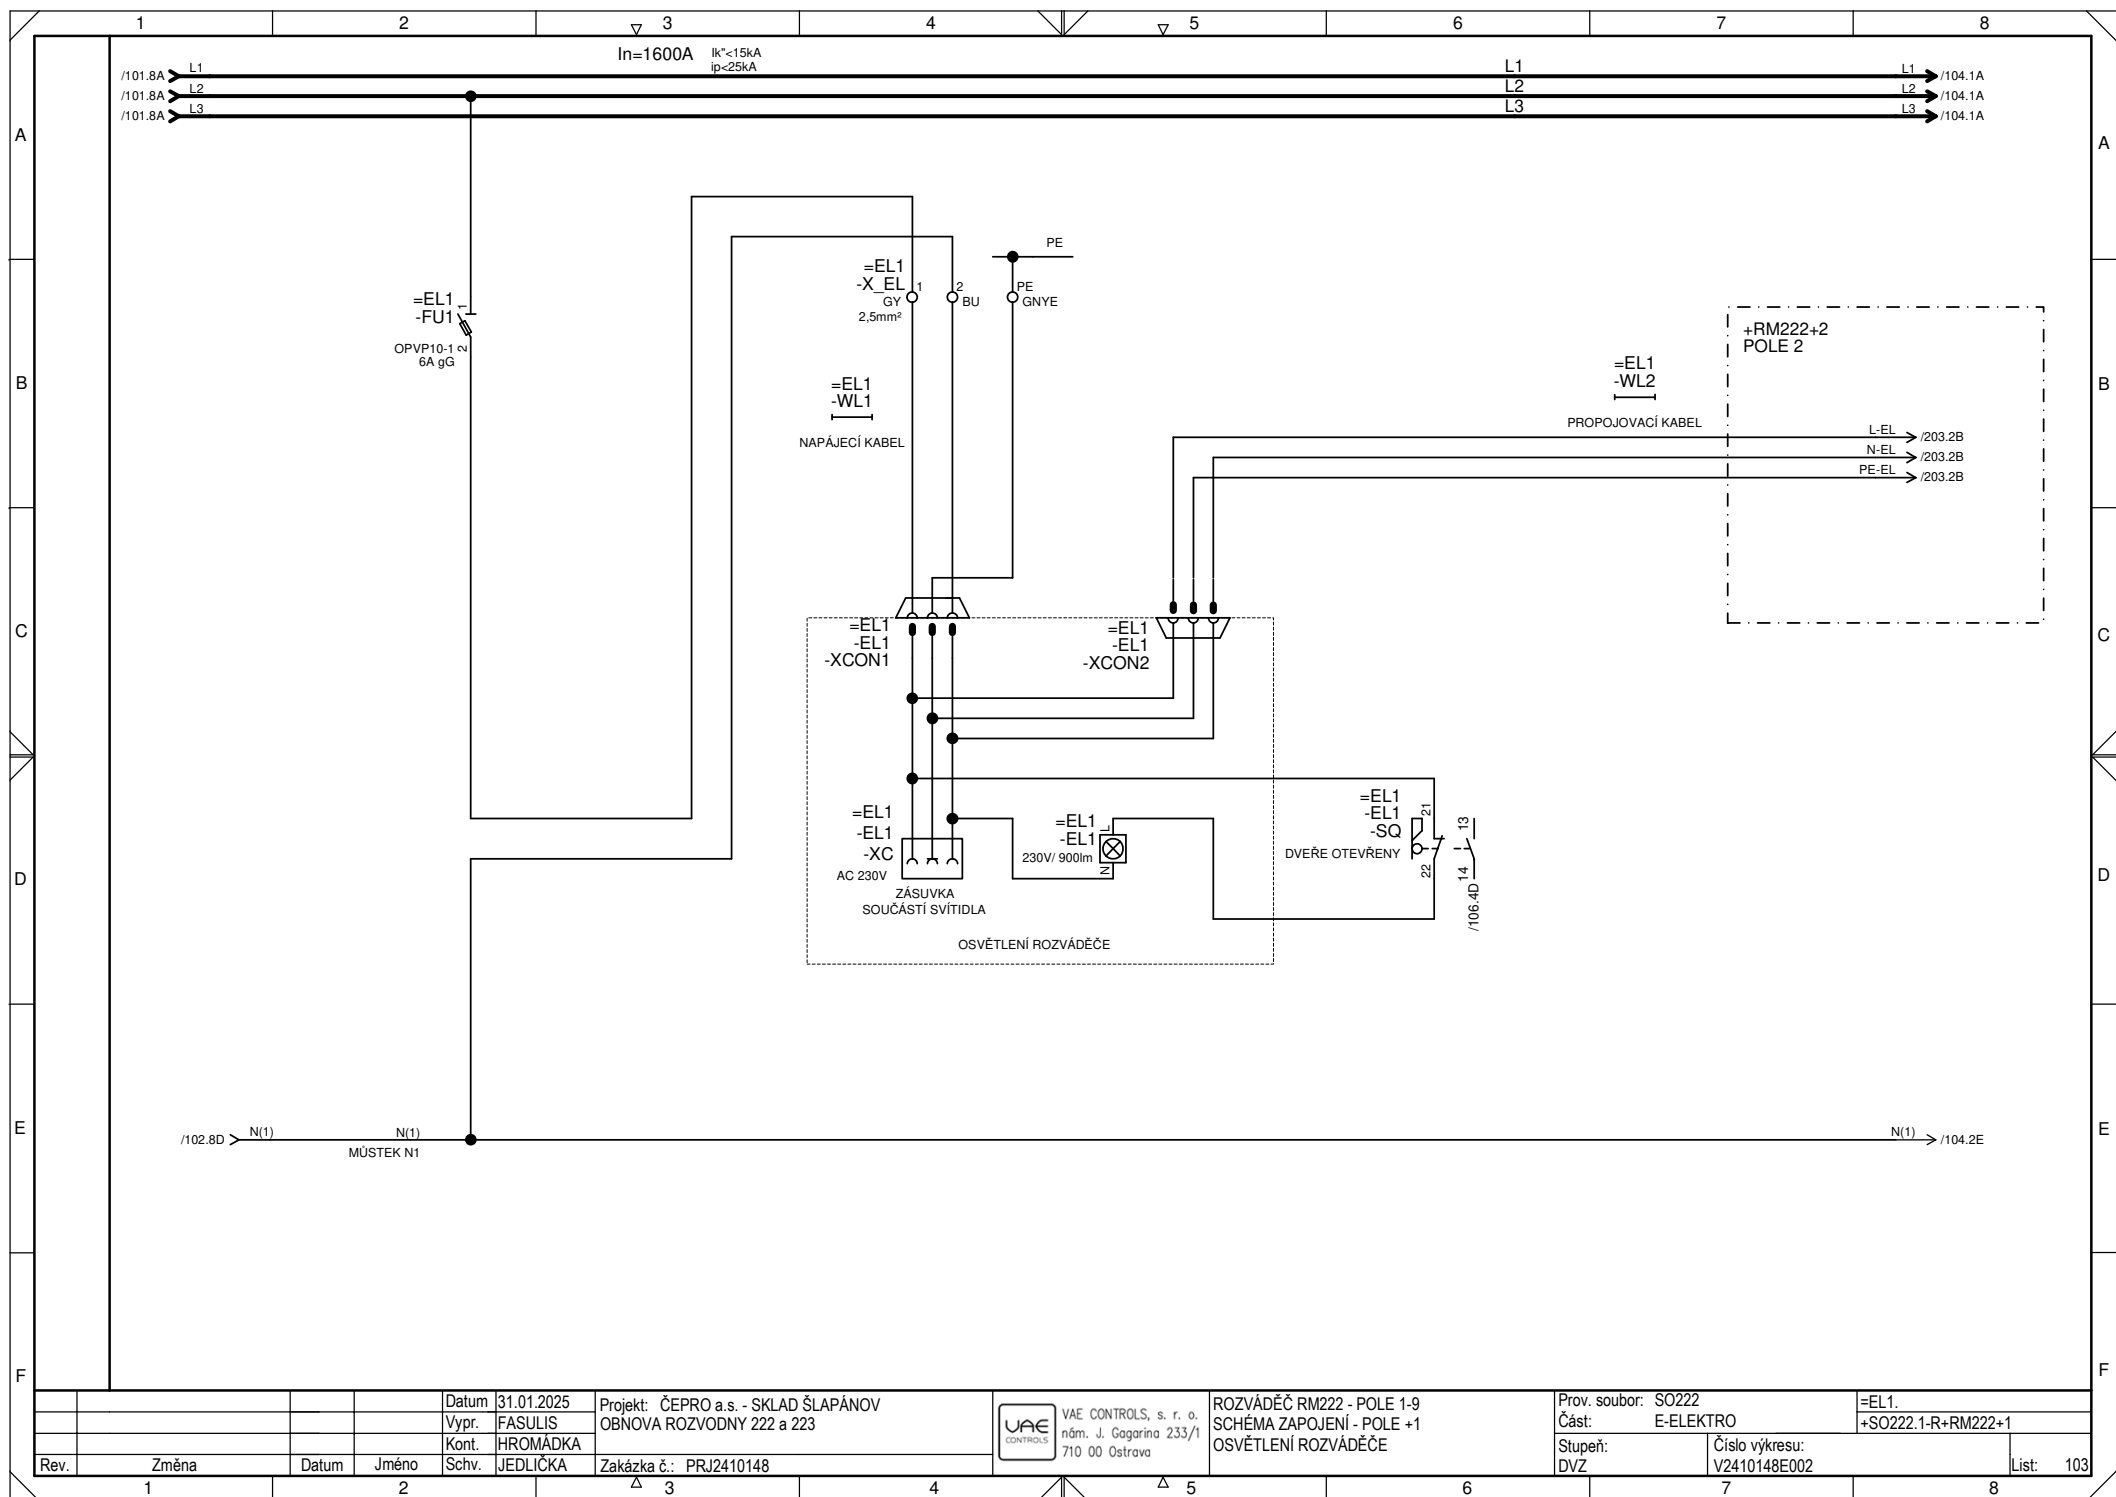 1 2 3 4 5 6 7 8
In=1600A Ik"<15kA
ip<25kA
/101.8A L1 L1 L1 /104.1A
/101.8A L2 L2 L2 /104.1A
/101.8A L3 L3 L3 /104.1A
A A
PE
=EL1
-X_EL 1 2 PE
GY BU GNYE
2,5mm²
=EL1 1
-FU1
OPVP10-1 2
6A gG
+RM222+2
POLE 2
=EL1
-WL2
PROPOJOVACÍ KABEL
B B
=EL1
-WL1
NAPÁJECÍ KABEL
L-EL /203.2B
N-EL /203.2B
PE-EL /203.2B
C C
=EL1
-EL1
-XCON1
=EL1
-EL1
-XCON2
=EL1
-EL1
-XC
AC 230V
ZÁSUVKA
SOUČÁSTÍ SVÍTIDLA
=EL1 L
-EL1
230V/ 900lm N
=EL1
-EL1 21
-SQ 13
DVEŘE OTEVŘENY
22 14
/106.4D
D D
OSVĚTLENÍ ROZVÁDĚČE
E E
/102.8D N(1) N(1) N(1) /104.2E
MŮSTEK N1
F F
Datum 31.01.2025
Vypr. FASULIS
Kont. HROMÁDKA
Rev. Změna Datum Jméno Schv. JEDLIČKA
Projekt: ČEPRO a.s. - SKLAD ŠLAPÁNOV
OBNOVA ROZVODNY 222 a 223
Zakázka č.: PRJ2410148
VAE
CONTROLS
VAE CONTROLS, s. r. o.
nám. J. Gagarina 233/1
710 00 Ostrava
ROZVÁDĚČ RM222 - POLE 1-9
SCHÉMA ZAPOJENÍ - POLE +1
OSVĚTLENÍ ROZVÁDĚČE
Prov. soubor: SO222
Část: E-ELEKTRO
=EL1.
+SO222.1-R+RM222+1
Stupeň:
DVZ
Číslo výkresu:
V2410148E002
List: 103
1 2 3 4 5 6 7 8